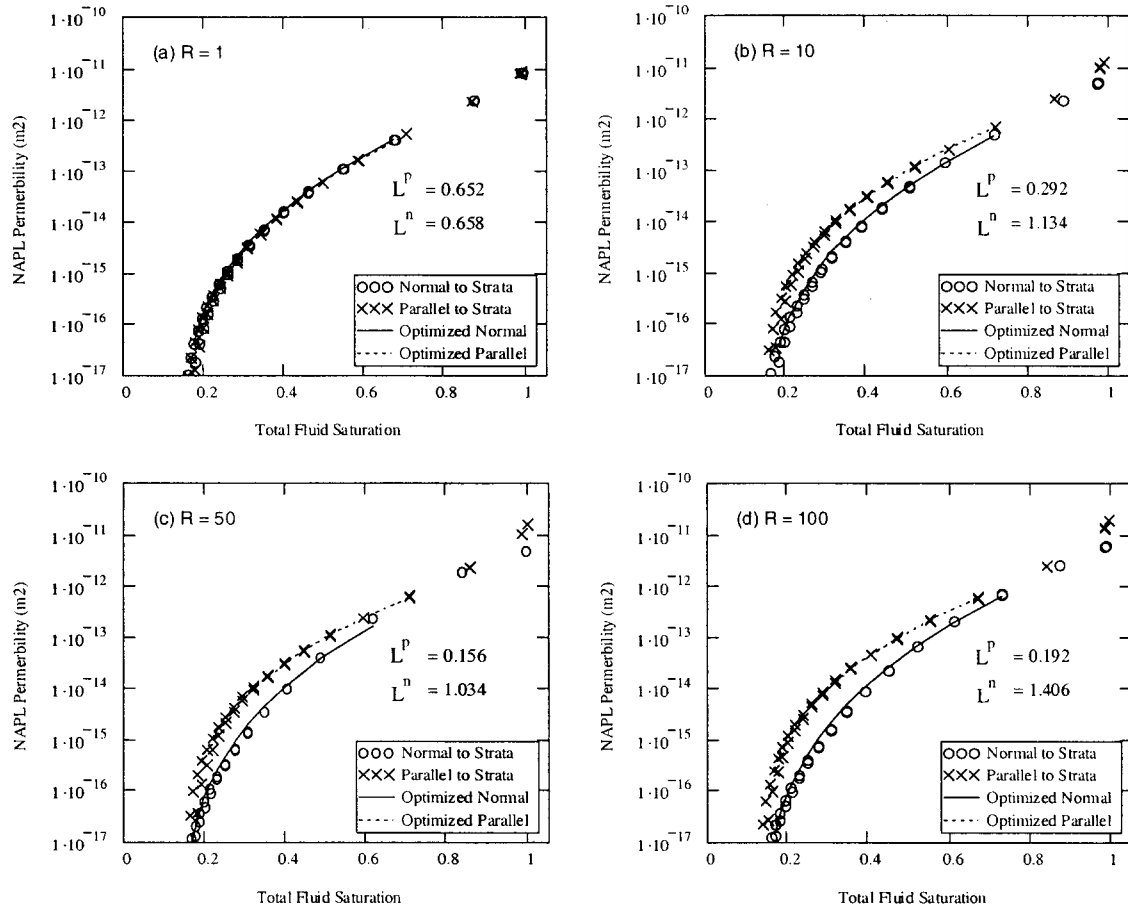 (a) R = 1
NAPL Permerbility (m2)
1·10⁻¹⁰
1·10⁻¹¹
1·10⁻¹²
1·10⁻¹³
1·10⁻¹⁴
1·10⁻¹⁵
1·10⁻¹⁶
1·10⁻¹⁷
L^p = 0.652
L^n = 0.658
Normal to Strata
Parallel to Strata
Optimized Normal
Optimized Parallel
0 0.2 0.4 0.6 0.8 1
Total Fluid Saturation
(b) R = 10
NAPL Permerbility (m2)
1·10⁻¹⁰
1·10⁻¹¹
1·10⁻¹²
1·10⁻¹³
1·10⁻¹⁴
1·10⁻¹⁵
1·10⁻¹⁶
1·10⁻¹⁷
L^p = 0.292
L^n = 1.134
Normal to Strata
Parallel to Strata
Optimized Normal
Optimized Parallel
0 0.2 0.4 0.6 0.8 1
Total Fluid Saturation
(c) R = 50
NAPL Permerbility (m2)
1·10⁻¹⁰
1·10⁻¹¹
1·10⁻¹²
1·10⁻¹³
1·10⁻¹⁴
1·10⁻¹⁵
1·10⁻¹⁶
1·10⁻¹⁷
L^p = 0.156
L^n = 1.034
Normal to Strata
Parallel to Strata
Optimized Normal
Optimized Parallel
0 0.2 0.4 0.6 0.8 1
Total Fluid Saturation
(d) R = 100
NAPL Permerbility (m2)
1·10⁻¹⁰
1·10⁻¹¹
1·10⁻¹²
1·10⁻¹³
1·10⁻¹⁴
1·10⁻¹⁵
1·10⁻¹⁶
1·10⁻¹⁷
L^p = 0.192
L^n = 1.406
Normal to Strata
Parallel to Strata
Optimized Normal
Optimized Parallel
0 0.2 0.4 0.6 0.8 1
Total Fluid Saturation